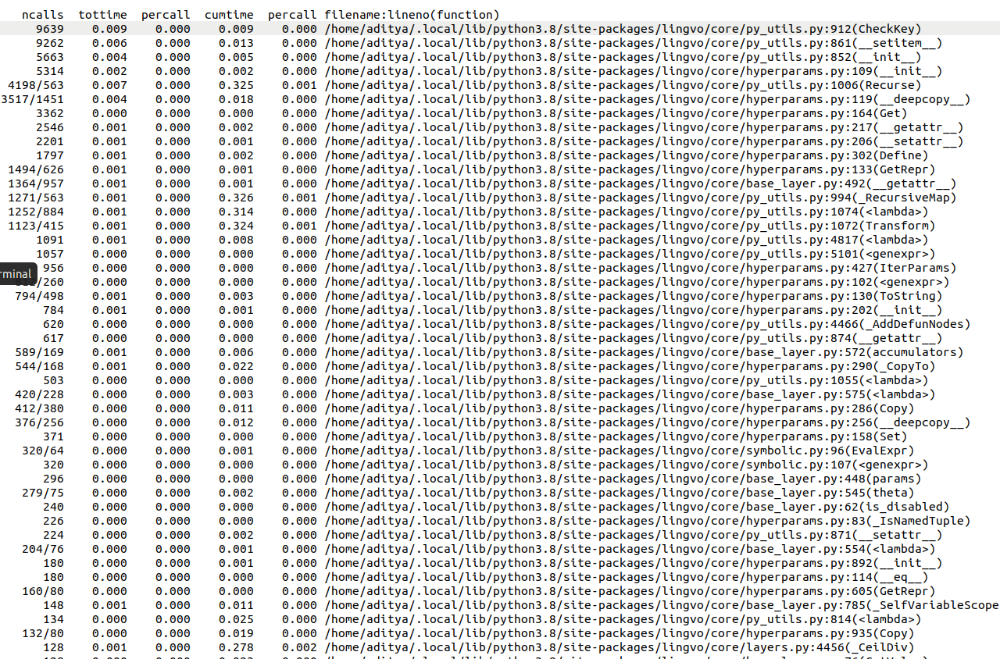 ncalls tottime percall cumtime percall filename:lineno(function)
9639 0.009 0.000 0.009 0.000 /home/aditya/.local/lib/python3.8/site-packages/lingvo/core/py_utils.py:912(CheckKey)
9262 0.006 0.000 0.013 0.000 /home/aditya/.local/lib/python3.8/site-packages/lingvo/core/py_utils.py:861(__setitem__)
5663 0.004 0.000 0.005 0.000 /home/aditya/.local/lib/python3.8/site-packages/lingvo/core/py_utils.py:852(__init__)
5314 0.002 0.000 0.002 0.000 /home/aditya/.local/lib/python3.8/site-packages/lingvo/core/hyperparams.py:109(__init__)
4198/563 0.007 0.000 0.325 0.001 /home/aditya/.local/lib/python3.8/site-packages/lingvo/core/py_utils.py:1006(Recurse)
3517/1451 0.004 0.000 0.018 0.000 /home/aditya/.local/lib/python3.8/site-packages/lingvo/core/hyperparams.py:119(__deepcopy__)
3362 0.000 0.000 0.000 0.000 /home/aditya/.local/lib/python3.8/site-packages/lingvo/core/hyperparams.py:164(Get)
2546 0.001 0.000 0.002 0.000 /home/aditya/.local/lib/python3.8/site-packages/lingvo/core/hyperparams.py:217(__getattr__)
2201 0.001 0.000 0.001 0.000 /home/aditya/.local/lib/python3.8/site-packages/lingvo/core/hyperparams.py:206(__setattr__)
1797 0.001 0.000 0.002 0.000 /home/aditya/.local/lib/python3.8/site-packages/lingvo/core/hyperparams.py:302(Define)
1494/626 0.001 0.000 0.001 0.000 /home/aditya/.local/lib/python3.8/site-packages/lingvo/core/hyperparams.py:133(GetRepr)
1364/957 0.001 0.000 0.001 0.000 /home/aditya/.local/lib/python3.8/site-packages/lingvo/core/base_layer.py:492(__getattr__)
1271/563 0.001 0.000 0.326 0.001 /home/aditya/.local/lib/python3.8/site-packages/lingvo/core/py_utils.py:994(_RecursiveMap)
1252/884 0.001 0.000 0.314 0.000 /home/aditya/.local/lib/python3.8/site-packages/lingvo/core/py_utils.py:1074(<lambda>)
1123/415 0.001 0.000 0.324 0.001 /home/aditya/.local/lib/python3.8/site-packages/lingvo/core/py_utils.py:1072(Transform)
1091 0.001 0.000 0.008 0.000 /home/aditya/.local/lib/python3.8/site-packages/lingvo/core/py_utils.py:4817(<lambda>)
1057 0.000 0.000 0.000 0.000 /home/aditya/.local/lib/python3.8/site-packages/lingvo/core/py_utils.py:5101(<genexpr>)
rminal 956 0.000 0.000 0.000 0.000 /home/aditya/.local/lib/python3.8/site-packages/lingvo/core/hyperparams.py:427(IterParams)
/260 0.000 0.000 0.000 0.000 /home/aditya/.local/lib/python3.8/site-packages/lingvo/core/hyperparams.py:102(<genexpr>)
794/498 0.001 0.000 0.003 0.000 /home/aditya/.local/lib/python3.8/site-packages/lingvo/core/hyperparams.py:130(ToString)
784 0.001 0.000 0.001 0.000 /home/aditya/.local/lib/python3.8/site-packages/lingvo/core/hyperparams.py:202(__init__)
620 0.000 0.000 0.000 0.000 /home/aditya/.local/lib/python3.8/site-packages/lingvo/core/py_utils.py:4466(_AddDefunNodes)
617 0.000 0.000 0.000 0.000 /home/aditya/.local/lib/python3.8/site-packages/lingvo/core/py_utils.py:874(__getattr__)
589/169 0.001 0.000 0.006 0.000 /home/aditya/.local/lib/python3.8/site-packages/lingvo/core/base_layer.py:572(accumulators)
544/168 0.001 0.000 0.022 0.000 /home/aditya/.local/lib/python3.8/site-packages/lingvo/core/hyperparams.py:290(_CopyTo)
503 0.000 0.000 0.000 0.000 /home/aditya/.local/lib/python3.8/site-packages/lingvo/core/py_utils.py:1055(<lambda>)
420/228 0.000 0.000 0.003 0.000 /home/aditya/.local/lib/python3.8/site-packages/lingvo/core/base_layer.py:575(<lambda>)
412/380 0.000 0.000 0.011 0.000 /home/aditya/.local/lib/python3.8/site-packages/lingvo/core/hyperparams.py:286(Copy)
376/256 0.000 0.000 0.012 0.000 /home/aditya/.local/lib/python3.8/site-packages/lingvo/core/hyperparams.py:256(__deepcopy__)
371 0.000 0.000 0.000 0.000 /home/aditya/.local/lib/python3.8/site-packages/lingvo/core/hyperparams.py:158(Set)
320/64 0.000 0.000 0.001 0.000 /home/aditya/.local/lib/python3.8/site-packages/lingvo/core/symbolic.py:96(EvalExpr)
320 0.000 0.000 0.000 0.000 /home/aditya/.local/lib/python3.8/site-packages/lingvo/core/symbolic.py:107(<genexpr>)
296 0.000 0.000 0.000 0.000 /home/aditya/.local/lib/python3.8/site-packages/lingvo/core/base_layer.py:448(params)
279/75 0.000 0.000 0.002 0.000 /home/aditya/.local/lib/python3.8/site-packages/lingvo/core/base_layer.py:545(theta)
240 0.000 0.000 0.000 0.000 /home/aditya/.local/lib/python3.8/site-packages/lingvo/core/base_layer.py:62(is_disabled)
226 0.000 0.000 0.000 0.000 /home/aditya/.local/lib/python3.8/site-packages/lingvo/core/hyperparams.py:83(_IsNamedTuple)
224 0.000 0.000 0.002 0.000 /home/aditya/.local/lib/python3.8/site-packages/lingvo/core/py_utils.py:871(__setattr__)
204/76 0.000 0.000 0.001 0.000 /home/aditya/.local/lib/python3.8/site-packages/lingvo/core/base_layer.py:554(<lambda>)
180 0.000 0.000 0.001 0.000 /home/aditya/.local/lib/python3.8/site-packages/lingvo/core/hyperparams.py:892(__init__)
180 0.000 0.000 0.000 0.000 /home/aditya/.local/lib/python3.8/site-packages/lingvo/core/hyperparams.py:114(__eq__)
160/80 0.000 0.000 0.000 0.000 /home/aditya/.local/lib/python3.8/site-packages/lingvo/core/hyperparams.py:605(GetRepr)
148 0.001 0.000 0.011 0.000 /home/aditya/.local/lib/python3.8/site-packages/lingvo/core/base_layer.py:785(_SelfVariableScope
134 0.000 0.000 0.025 0.000 /home/aditya/.local/lib/python3.8/site-packages/lingvo/core/py_utils.py:814(<lambda>)
132/80 0.000 0.000 0.019 0.000 /home/aditya/.local/lib/python3.8/site-packages/lingvo/core/hyperparams.py:935(Copy)
128 0.001 0.000 0.278 0.002 /home/aditya/.local/lib/python3.8/site-packages/lingvo/core/layers.py:4456(_CeilDiv)